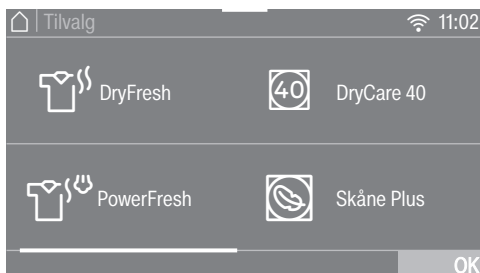 Tilvalg 11:02
DryFresh 40 DryCare 40
PowerFresh Skåne Plus
OK